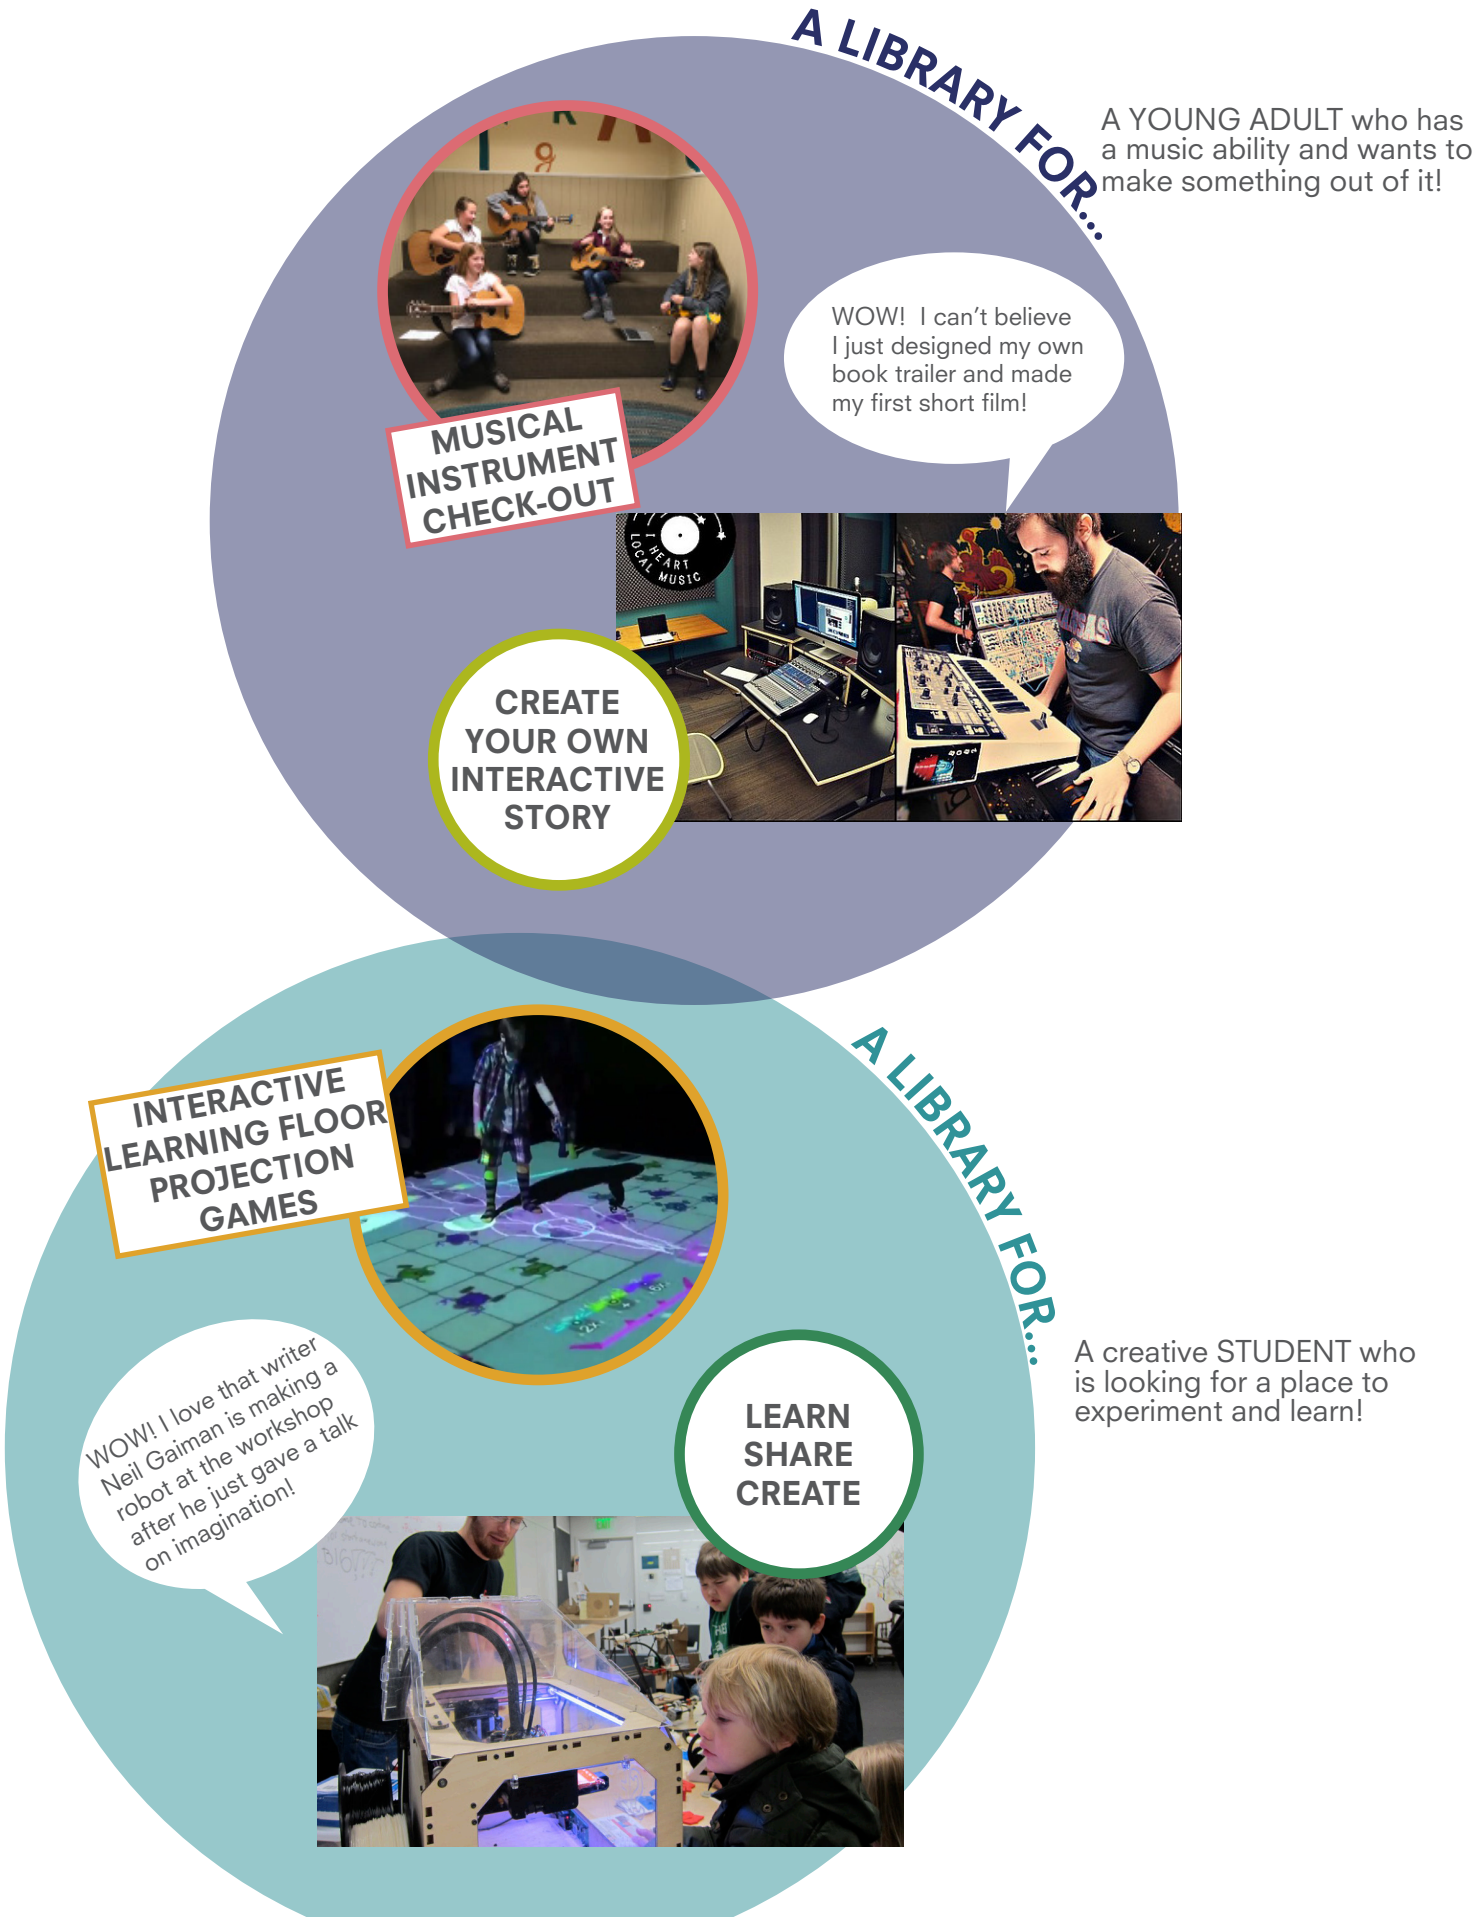 A LIBRARY FOR...
A YOUNG ADULT who has
a music ability and wants to
make something out of it!
WOW!  I can't believe
I just designed my own
book trailer and made
my first short film!
MUSICAL
INSTRUMENT
CHECK-OUT
I HEART
LOCAL MUSIC
CREATE
YOUR OWN
INTERACTIVE
STORY
A LIBRARY FOR...
INTERACTIVE
LEARNING FLOOR
PROJECTION
GAMES
A creative STUDENT who
is looking for a place to
experiment and learn!
WOW! I love that writer
Neil Gaiman is making a
robot at the workshop
after he just gave a talk
on imagination!
LEARN
SHARE
CREATE
EXIT